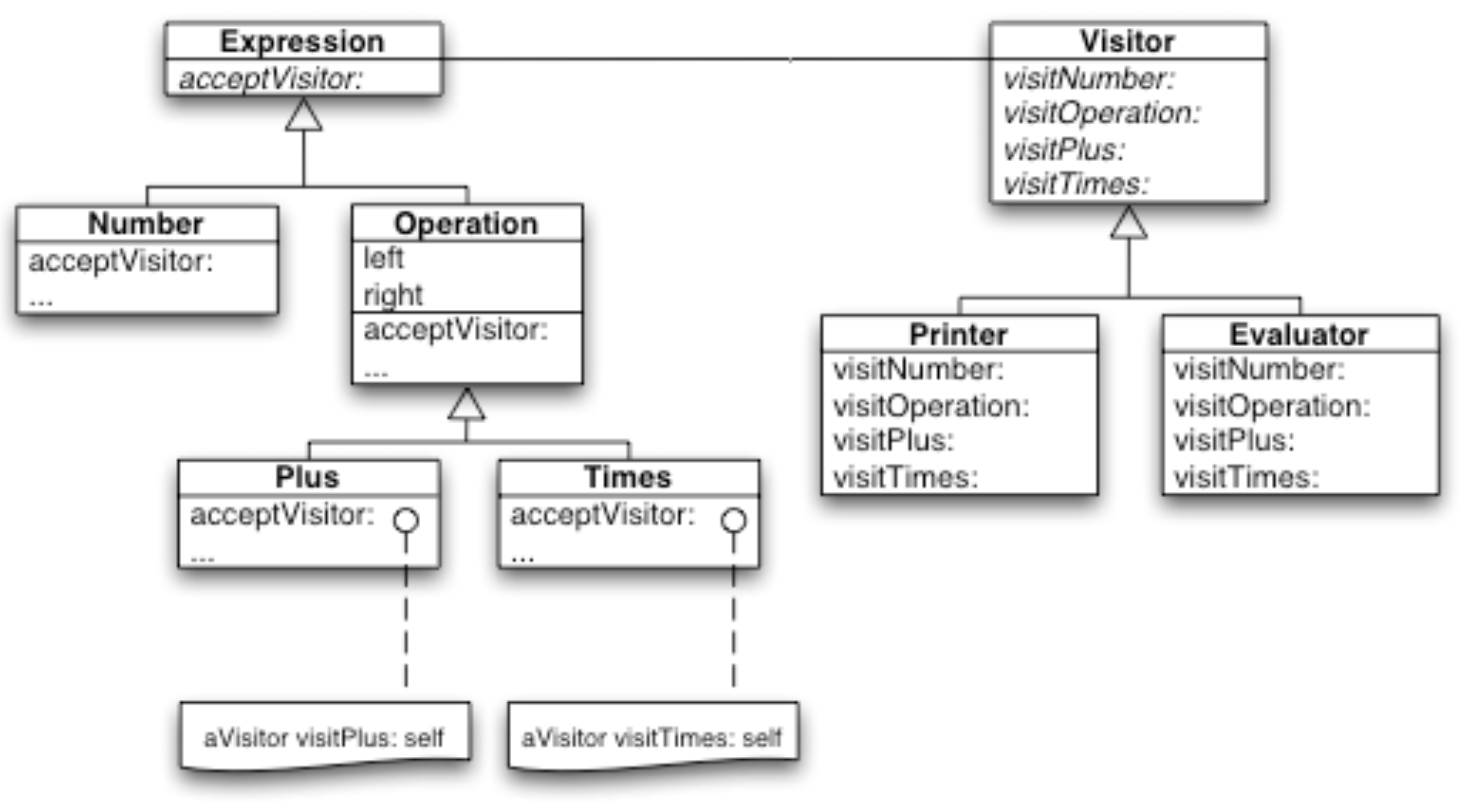 Expression
acceptVisitor:
Visitor
visitNumber:
visitOperation:
visitPlus:
visitTimes:
Number
acceptVisitor:
...
Operation
left
right
acceptVisitor:
...
Printer
visitNumber:
visitOperation:
visitPlus:
visitTimes:
Evaluator
visitNumber:
visitOperation:
visitPlus:
visitTimes:
Plus
acceptVisitor:
...
Times
acceptVisitor:
...
aVisitor visitPlus: self
aVisitor visitTimes: self